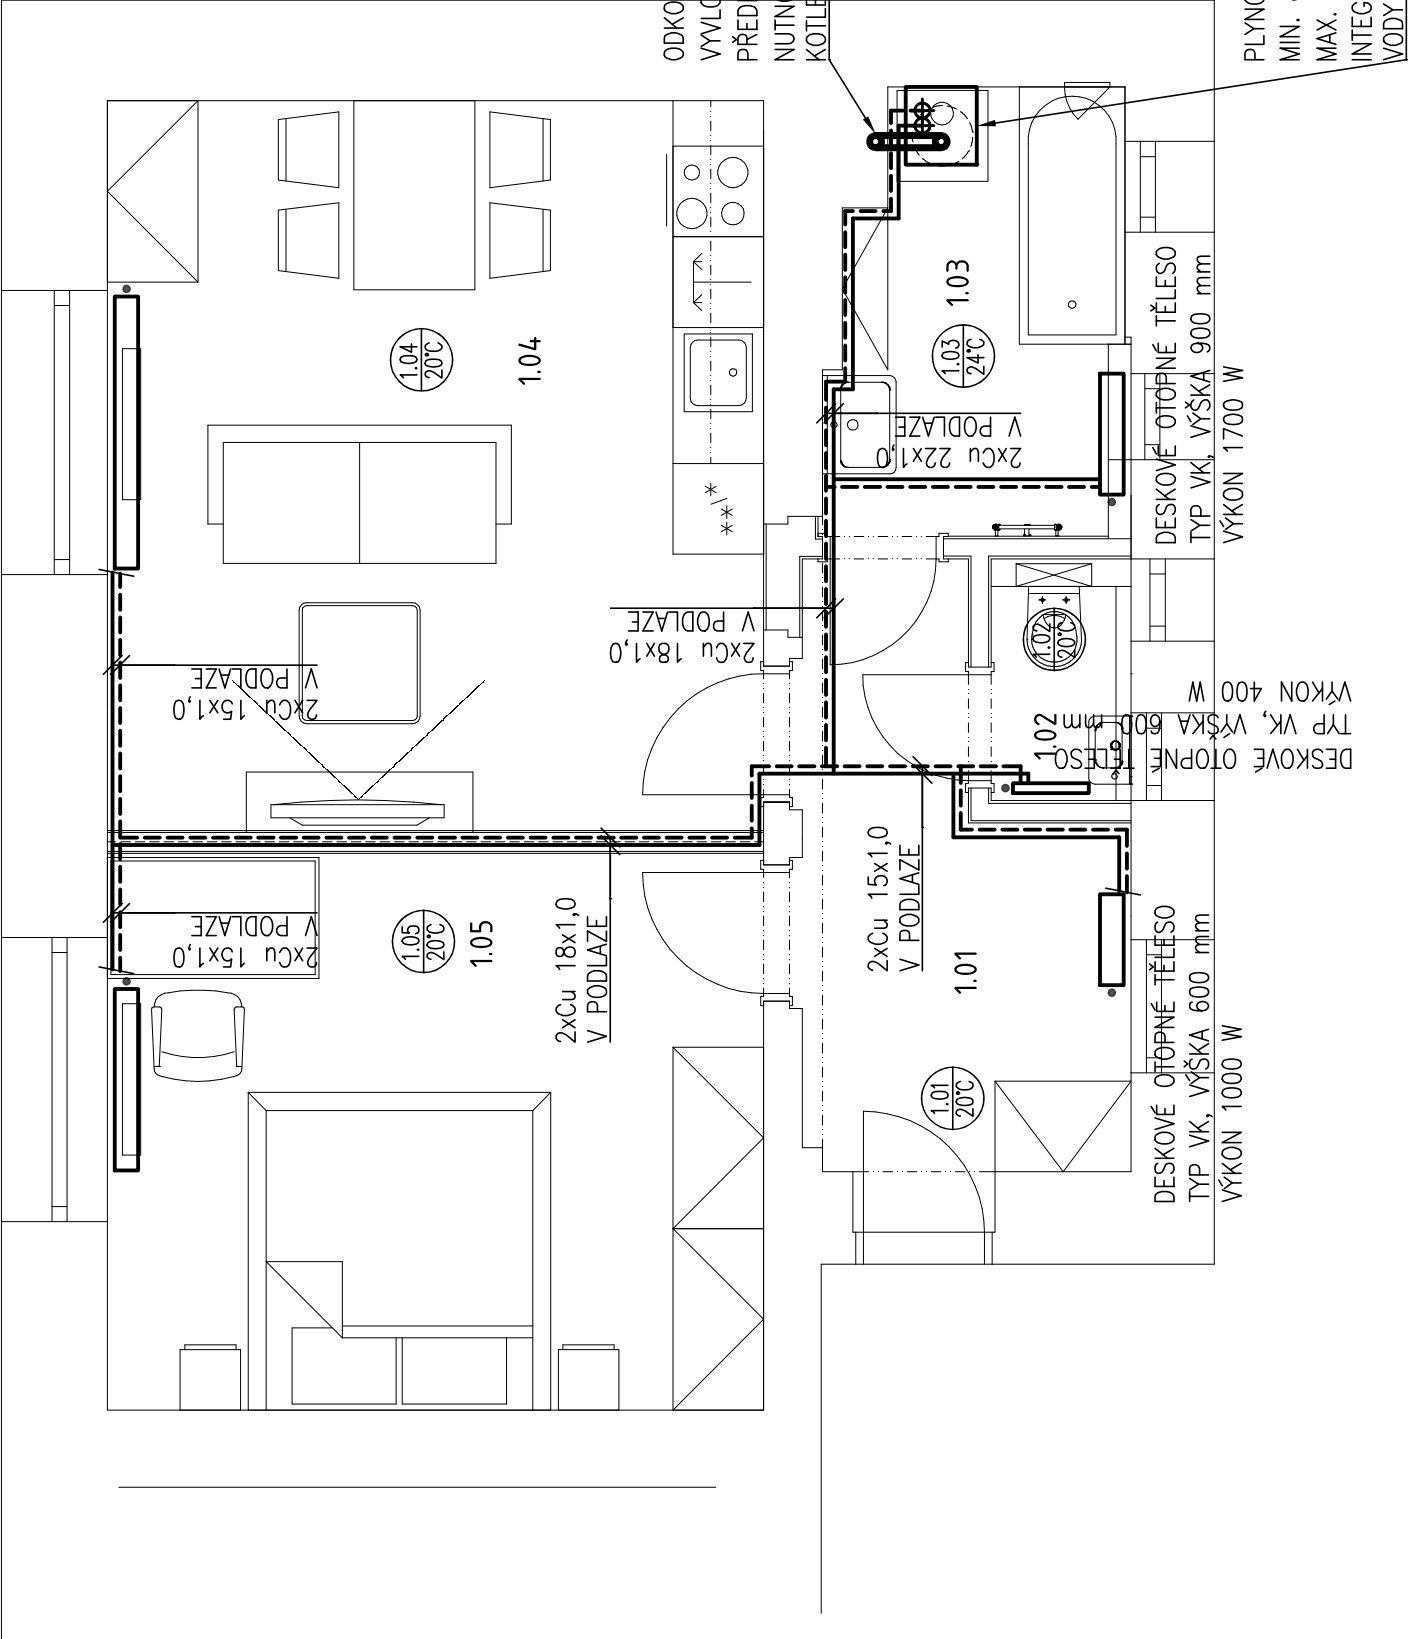 ODKO
VYVLO
PŘED
NUTNO
KOTLE
PLYNO
MIN.
MAX.
INTEG
VODY
1.04
20°C
1.04
1.03
1.03
24°C
DESKOVÉ OTOPNÉ TĚLESO
TYP VK, VÝŠKA 900 mm
VÝKON 1700 W
2xCu 22x1,0
V PODLAZE
2xCu 18x1,0
V PODLAZE
2xCu 15x1,0
V PODLAZE
1.02
20°C
1.02
DESKOVÉ OTOPNÉ TĚLESO
TYP VK, VÝŠKA 600 mm
VÝKON 400 W
2xCu 15x1,0
V PODLAZE
1.05
20°C
1.05
2xCu 18x1,0
V PODLAZE
2xCu 15x1,0
V PODLAZE
1.01
1.01
20°C
DESKOVÉ OTOPNÉ TĚLESO
TYP VK, VÝŠKA 600 mm
VÝKON 1000 W